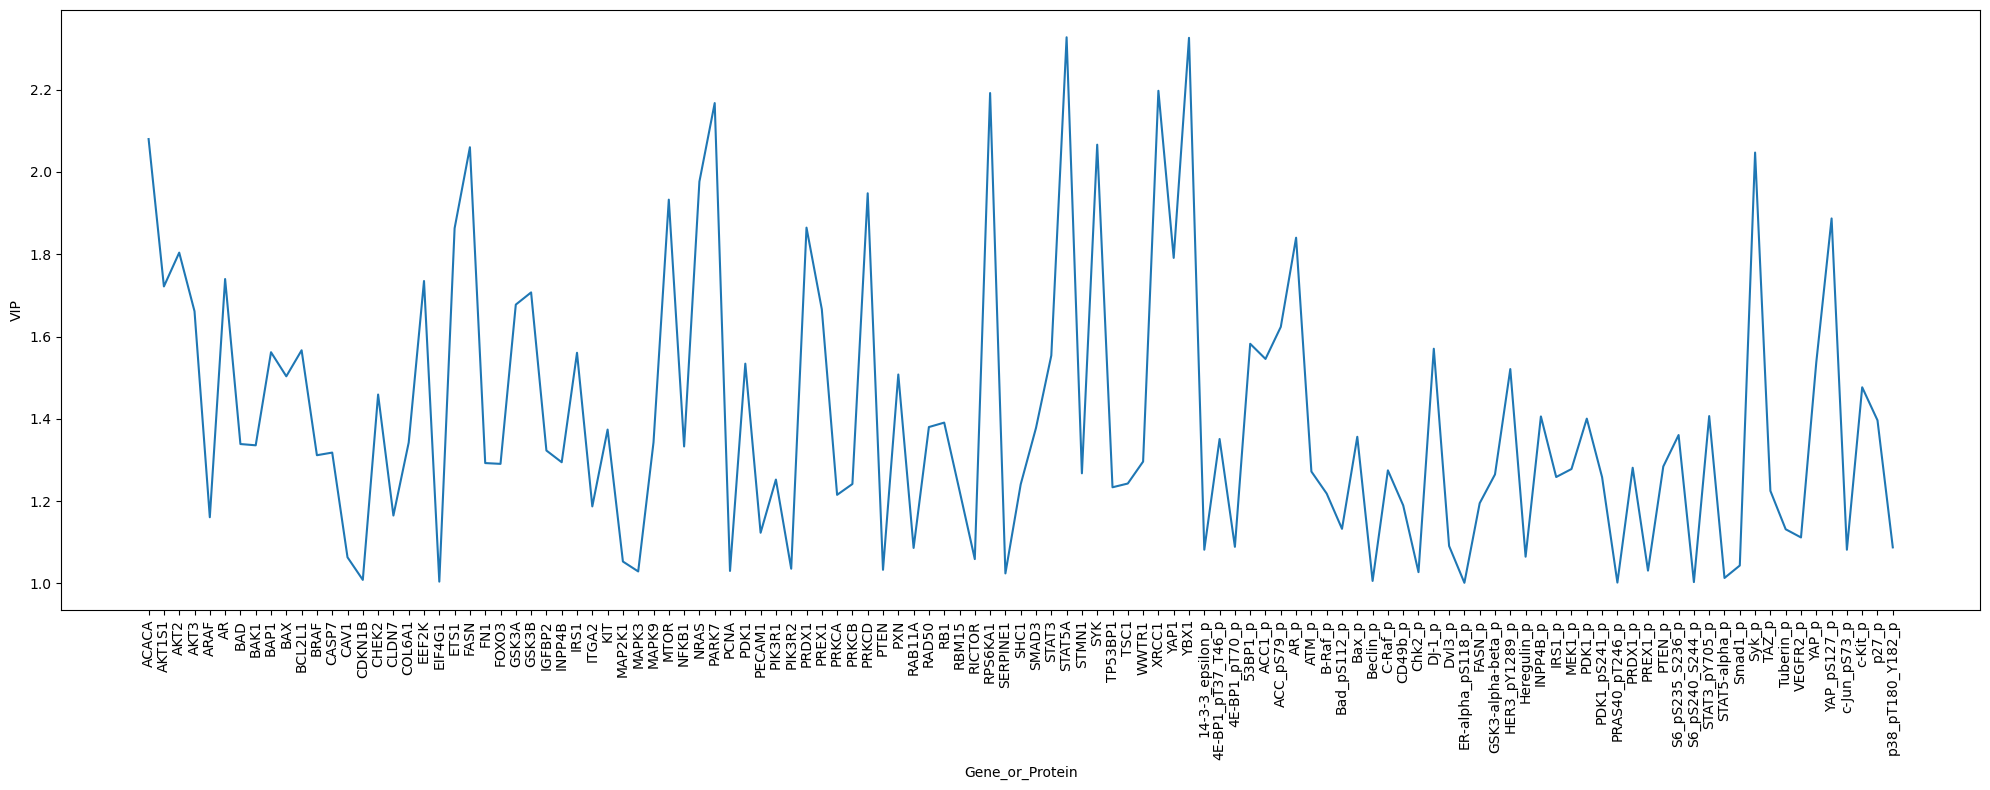 VIP
2.2
2.0
1.8
1.6
1.4
1.2
1.0
ACACA
AKT1S1
AKT2
AKT3
ARAF
AR
BAD
BAK1
BAP1
BAX
BCL2L1
BRAF
CASP7
CAV1
CDKN1B
CHEK2
CLDN7
COL6A1
EEF2K
EIF4G1
ETS1
FASN
FN1
FOXO3
GSK3A
GSK3B
IGFBP2
INPP4B
IRS1
ITGA2
KIT
MAP2K1
MAPK3
MAPK9
MTOR
NFKB1
NRAS
PARK7
PCNA
PDK1
PECAM1
PIK3R1
PIK3R2
PRDX1
PREX1
PRKCA
PRKCB
PRKCD
PTEN
PXN
RAB11A
RAD50
RB1
RBM15
RICTOR
RPS6KA1
SERPINE1
SHC1
SMAD3
STAT3
STAT5A
STMN1
SYK
TP53BP1
TSC1
WWTR1
XRCC1
YAP1
YBX1
14-3-3_epsilon_p
4E-BP1_pT37_T46_p
4E-BP1_pT70_p
53BP1_p
ACC1_p
ACC_pS79_p
AR_p
ATM_p
B-Raf_p
Bad_pS112_p
Bax_p
Beclin_p
C-Raf_p
CD49b_p
Chk2_p
DJ-1_p
Dvl3_p
ER-alpha_pS118_p
FASN_p
GSK3-alpha-beta_p
HER3_pY1289_p
Heregulin_p
INPP4B_p
IRS1_p
MEK1_p
PDK1_p
PDK1_pS241_p
PRAS40_pT246_p
PRDX1_p
PREX1_p
PTEN_p
S6_pS235_S236_p
S6_pS240_S244_p
STAT3_pY705_p
STAT5-alpha_p
Smad1_p
Syk_p
TAZ_p
Tuberin_p
VEGFR2_p
YAP_p
YAP_pS127_p
c-Jun_pS73_p
c-Kit_p
p27_p
p38_pT180_Y182_p
Gene_or_Protein